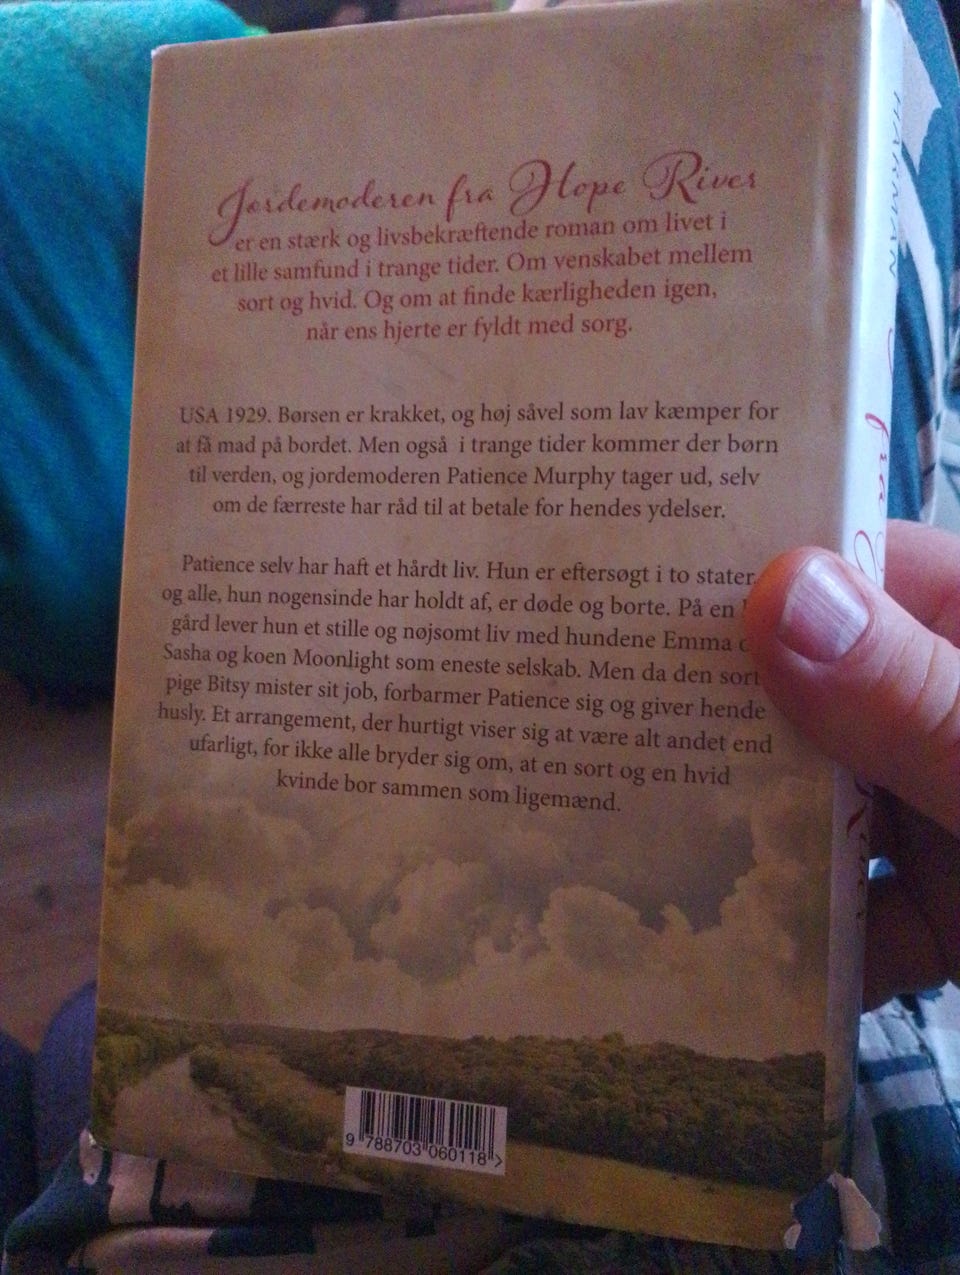 Jordemoderen fra Hope River
er en stærk og livsbekræftende roman om livet i
et lille samfund i trange tider. Om venskabet mellem
sort og hvid. Og om at finde kærligheden igen,
når ens hjerte er fyldt med sorg.
USA 1929. Børsen er krakket, og høj såvel som lav kæmper for
at få mad på bordet. Men også i trange tider kommer der børn
til verden, og jordemoderen Patience Murphy tager ud, selv
om de færreste har råd til at betale for hendes ydelser.
Patience selv har haft et hårdt liv. Hun er eftersøgt i to stater,
og alle, hun nogensinde har holdt af, er døde og borte. På en
gård lever hun et stille og nøjsomt liv med hundene Emma
Sasha og koen Moonlight som eneste selskab. Men da den sort
pige Bitsy mister sit job, forbarmer Patience sig og giver hende
husly. Et arrangement, der hurtigt viser sig at være alt andet end
ufarligt, for ikke alle bryder sig om, at en sort og en hvid
kvinde bor sammen som ligemænd.
9 788703 060118 >
HARMAN
fra
River